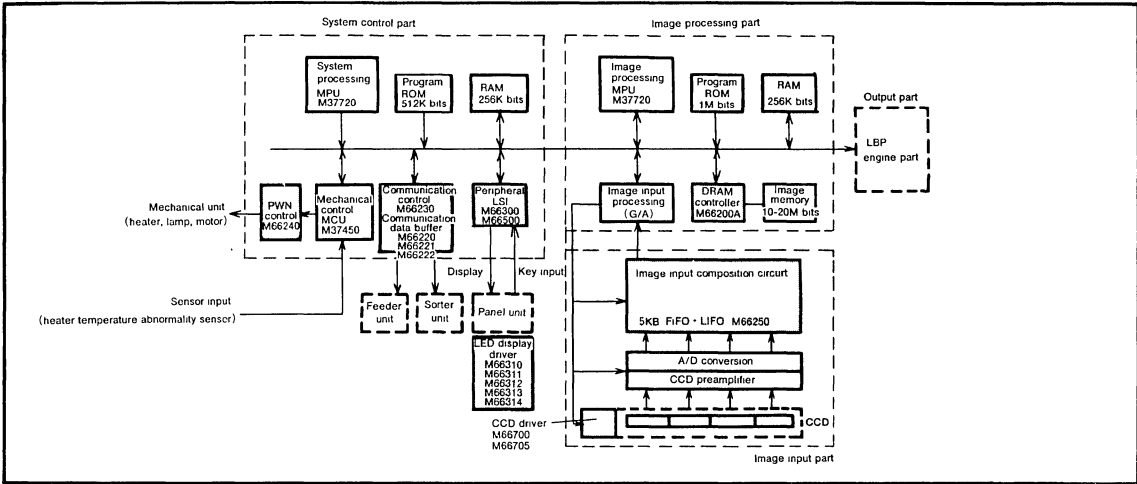 System control part
Image processing part
System
processing
MPU
M37720
Program
ROM
512K bits
RAM
256K bits
Image
processing
MPU
M37720
Program
ROM
1M bits
RAM
256K bits
Output part
LBP
engine part
Mechanical unit
(heater, lamp, motor)
PWN
control
M66240
Mechanical
control
MCU
M37450
Communication
control
M66230
Communication
data buffer
M66220
M66221
M66222
Peripheral
LSI
M66300
M66500
Image input
processing
(G/A)
DRAM
controller
M66200A
Image
memory
10-20M bits
Display
Key input
Sensor input
(heater temperature abnormality sensor)
Feeder
unit
Sorter
unit
Panel unit
LED display
driver
M66310
M66311
M66312
M66313
M66314
Image input composition circurt
5KB FiFO・LIFO M66250
A/D conversion
CCD preamplifier
CCD driver
M66700
M66705
CCD
Image input part